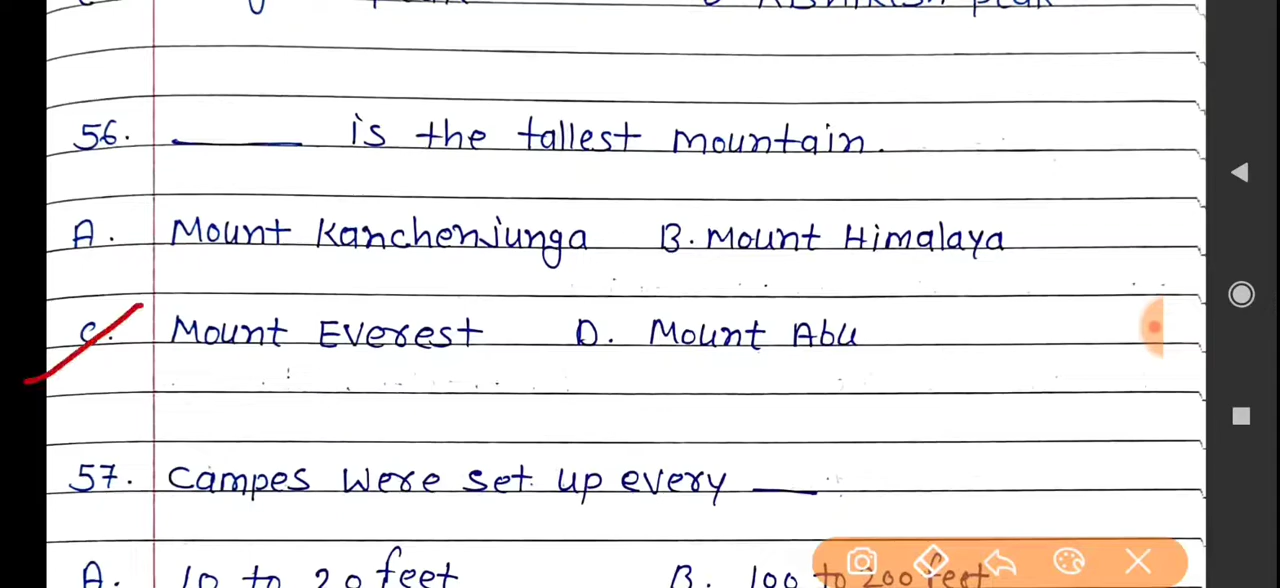 56. ____ is the tallest mountain.
A. Mount Kanchenjunga B. Mount Himalaya
C. Mount Everest D. Mount Abu
57. Campes were set up every ___
A. 10 to 20 feet B. 100 to 200 feet